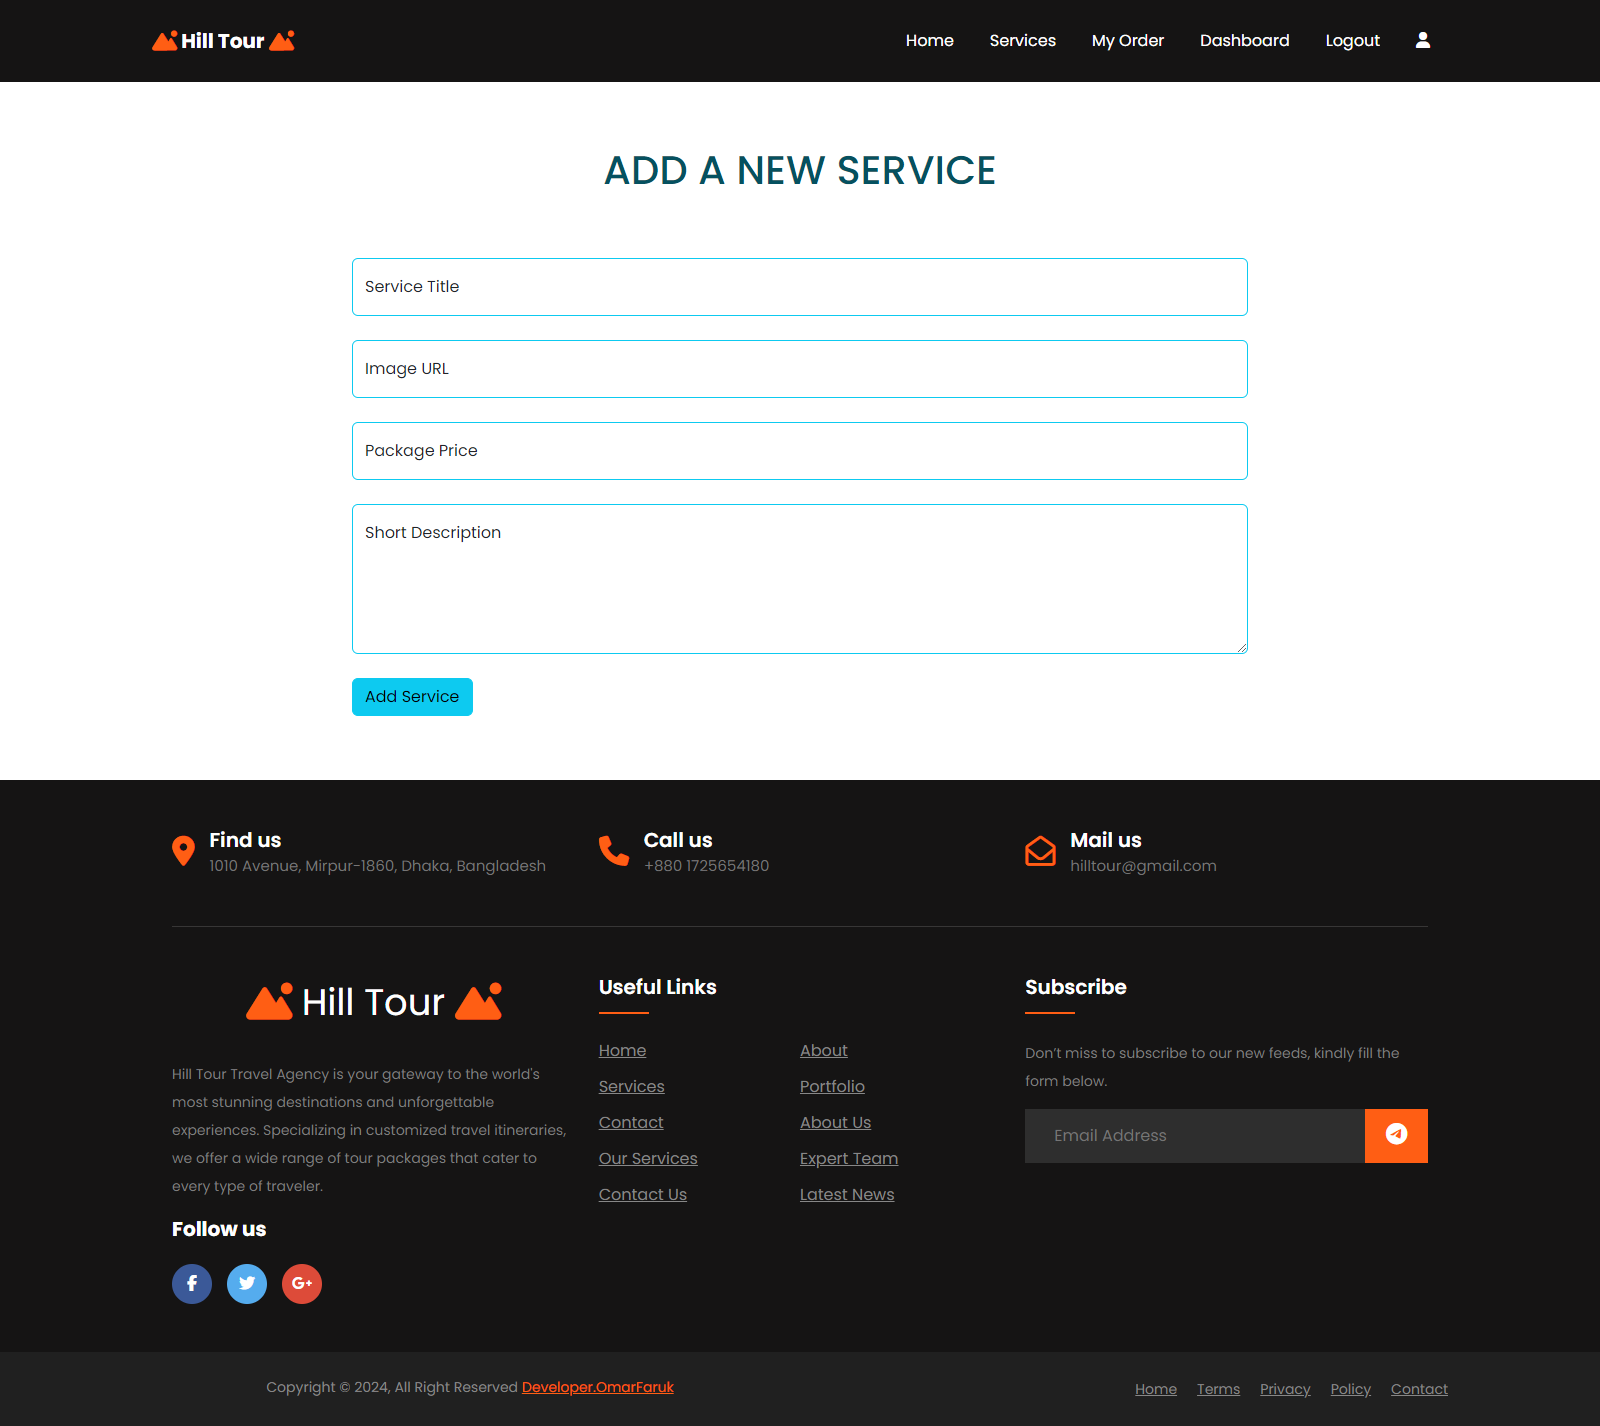 Hill Tour
Home Services My Order Dashboard Logout
ADD A NEW SERVICE
Service Title
Image URL
Package Price
Short Description
Add Service
Find us
1010 Avenue, Mirpur-1860, Dhaka, Bangladesh
Call us
+880 1725654180
Mail us
hilltour@gmail.com
Hill Tour
Hill Tour Travel Agency is your gateway to the world's
most stunning destinations and unforgettable
experiences. Specializing in customized travel itineraries,
we offer a wide range of tour packages that cater to
every type of traveler.
Follow us
G+
Useful Links
Home About
Services Portfolio
Contact About Us
Our Services Expert Team
Contact Us Latest News
Subscribe
Don’t miss to subscribe to our new feeds, kindly fill the
form below.
Email Address
Copyright © 2024, All Right Reserved Developer.OmarFaruk
Home Terms Privacy Policy Contact